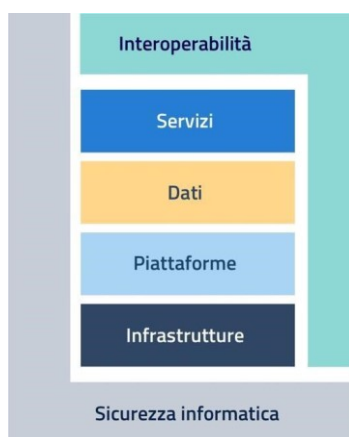 Interoperabilità
Servizi
Dati
Piattaforme
Infrastrutture
Sicurezza informatica